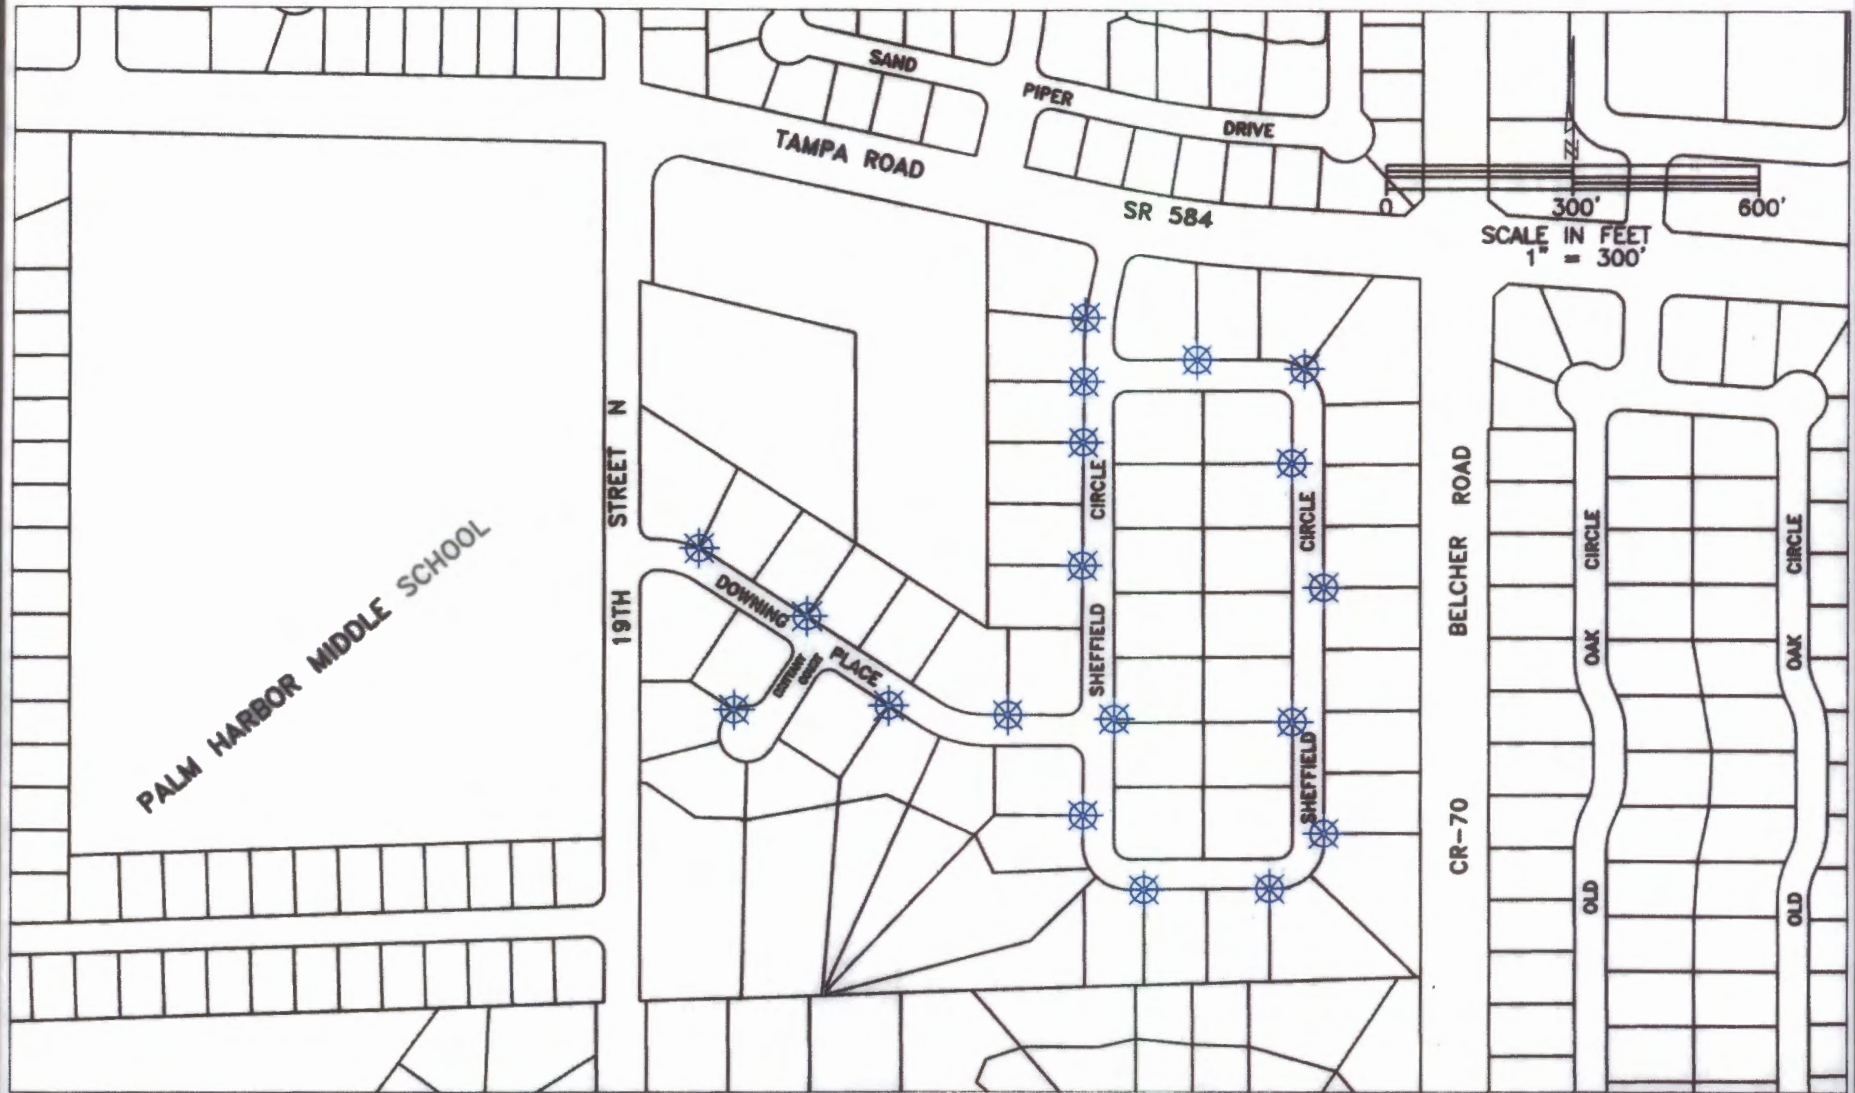 SAND
PIPER
DRIVE
TAMPA ROAD
SR 584
N
0 300' 600'
SCALE IN FEET
1" = 300'
PALM HARBOR MIDDLE SCHOOL
19TH STREET N
DOWNING PLACE
SHEFFIELD CIRCLE
SHEFFIELD CIRCLE
CR-70 BELCHER ROAD
OLD OAK CIRCLE
OLD OAK CIRCLE